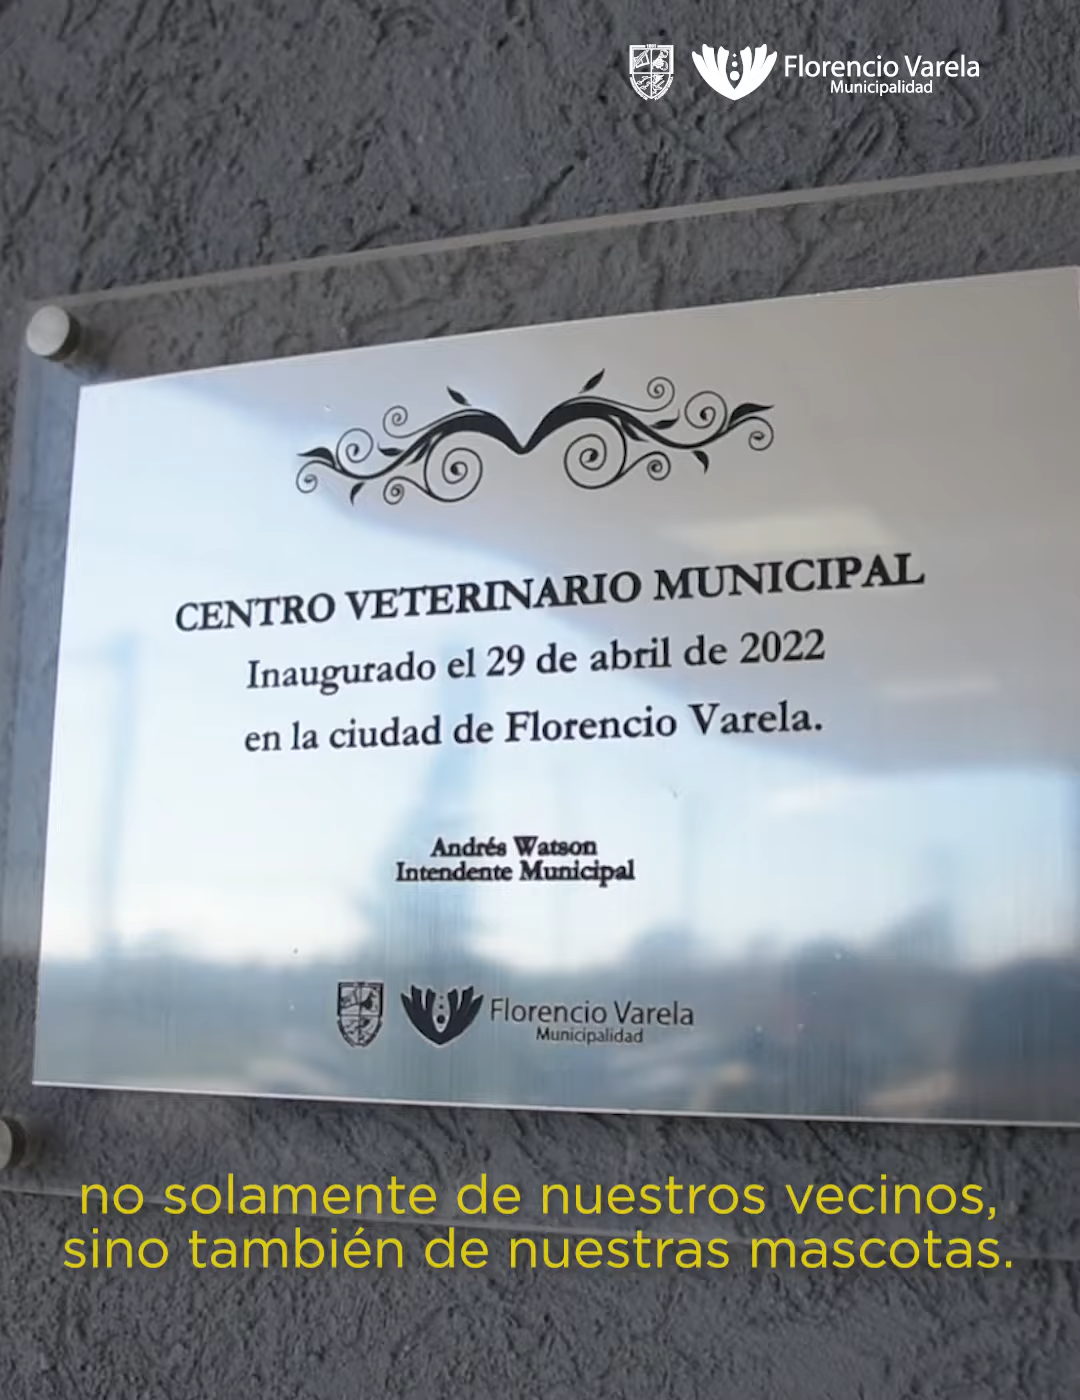 Florencio Varela
Municipalidad
CENTRO VETERINARIO MUNICIPAL
Inaugurado el 29 de abril de 2022
en la ciudad de Florencio Varela.
Andrés Watson
Intendente Municipal
Florencio Varela
Municipalidad
no solamente de nuestros vecinos,
sino también de nuestras mascotas.